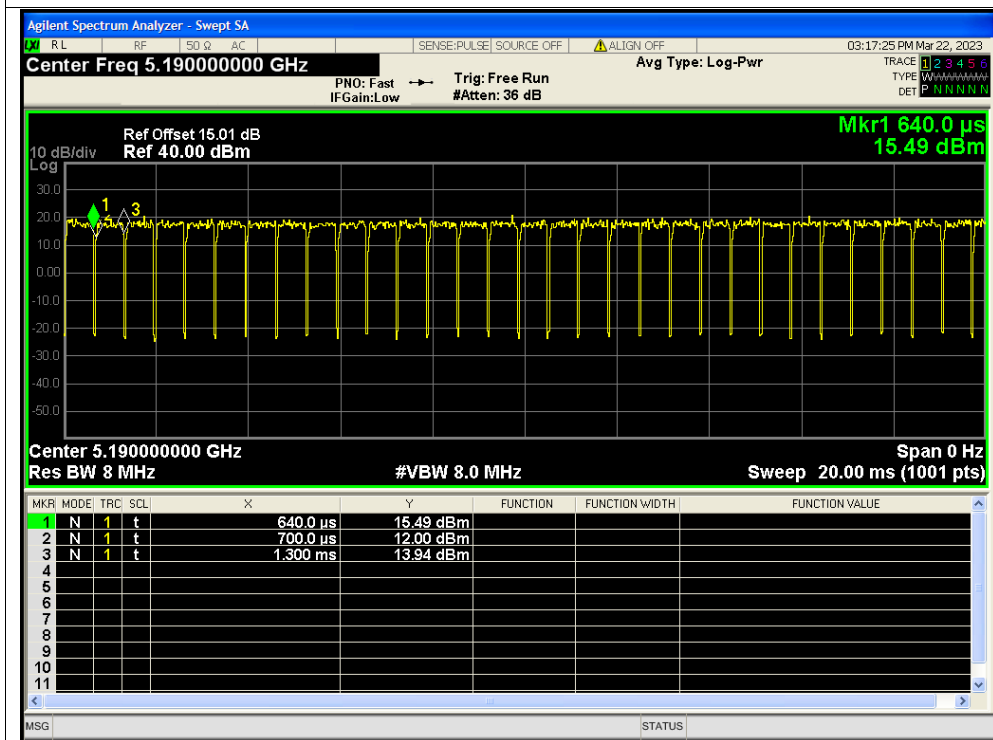 Agilent Spectrum Analyzer - Swept SA
LXI RL RF 50 Ω AC SENSE:PULSE SOURCE OFF ALIGN OFF 03:17:25 PM Mar 22, 2023
Center Freq 5.190000000 GHz
PNO: Fast
IFGain:Low
Trig: Free Run
#Atten: 36 dB
Avg Type: Log-Pwr
TRACE 1 2 3 4 5 6
TYPE WWWWWW
DET P N N N N N
Mkr1 640.0 µs
15.49 dBm
Ref Offset 15.01 dB
10 dB/div Ref 40.00 dBm
Log
30.0
20.0
10.0
0.00
-10.0
-20.0
-30.0
-40.0
-50.0
1
2
3
Center 5.190000000 GHz Span 0 Hz
Res BW 8 MHz #VBW 8.0 MHz Sweep 20.00 ms (1001 pts)
MKR MODE TRC SCL X Y FUNCTION FUNCTION WIDTH FUNCTION VALUE
1 N 1 t 640.0 µs 15.49 dBm
2 N 1 t 700.0 µs 12.00 dBm
3 N 1 t 1.300 ms 13.94 dBm
4
5
6
7
8
9
10
11
MSG STATUS